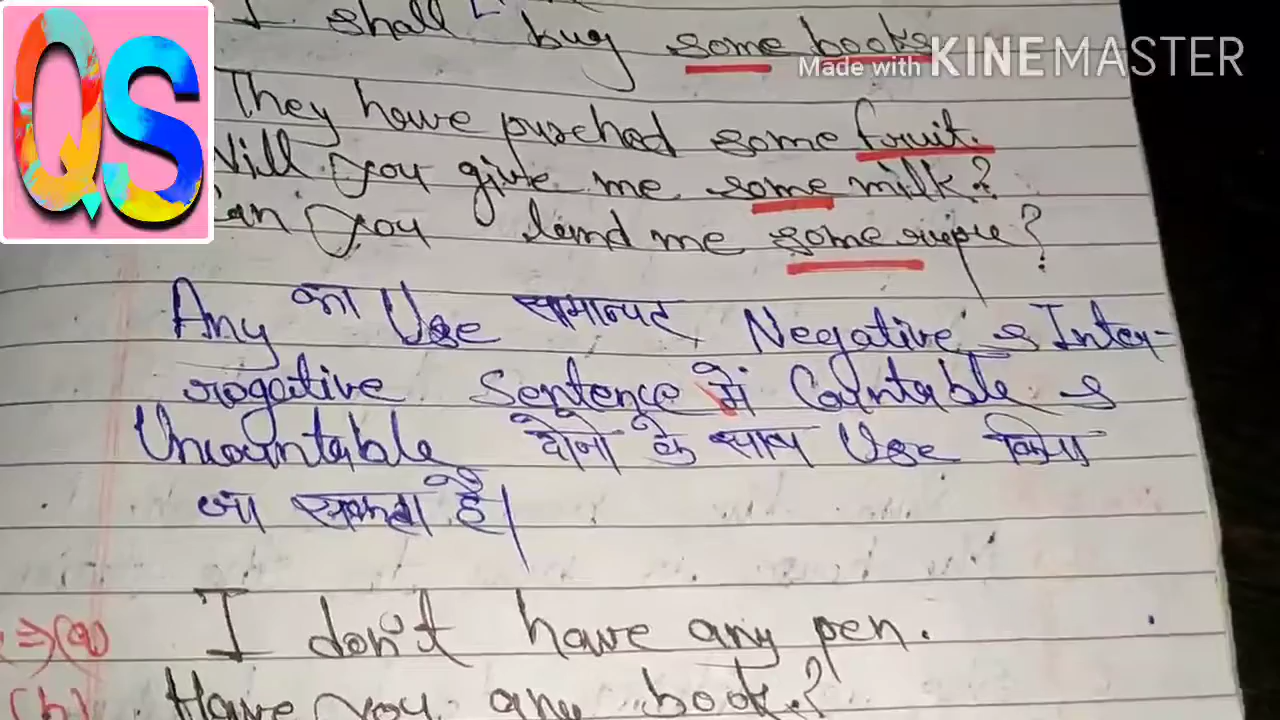 QS
Made with KINEMASTER
I shall buy some books
They have purched some fruit.
Will you give me some milk?
Can you lend me some
Any का Use सामान्यतः Negative & Inter-
rogative Sentence में Countable &
Uncountable दोनो के साथ Use किया
जा सकता है।
⇒(a) I don't have any pen.
(b) Have you any book?